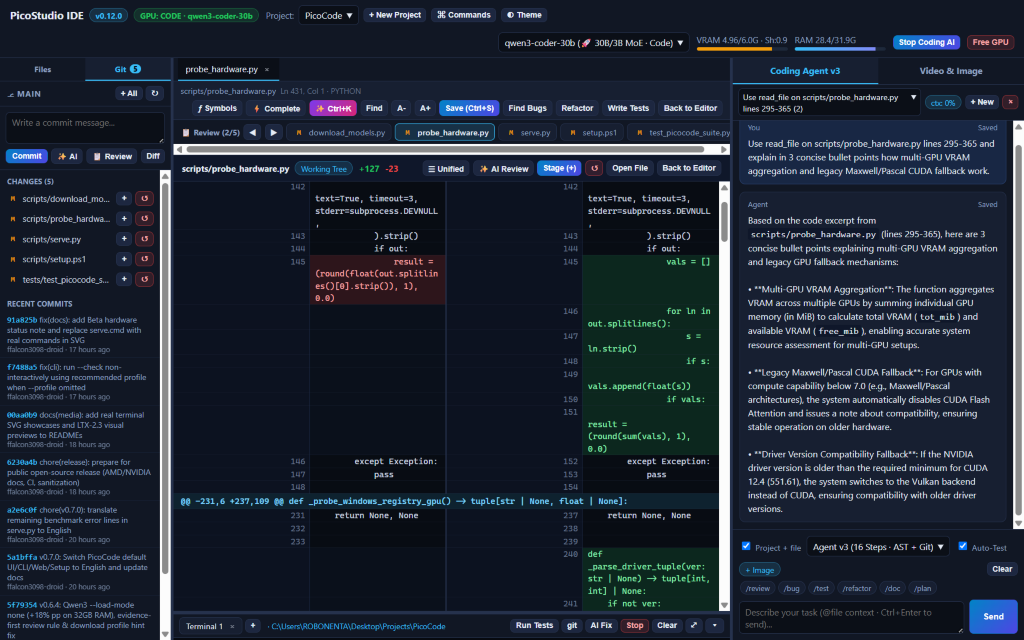 PicoStudio IDE v0.12.0 GPU: CODE · qwen3-coder-30b Project: PicoCode ▼ + New Project ⌘ Commands Theme
qwen3-coder-30b (🚀 30B/3B MoE · Code) ▼ VRAM 4.96/6.0G · Sh:0.9 RAM 28.4/31.9G Stop Coding AI Free GPU
Files Git 5
MAIN + All ↻
Write a commit message...
Commit ✨ AI Review Diff
CHANGES (5)
M scripts/download_mo... + ↺
M scripts/probe_hardwa... + ↺
M scripts/serve.py + ↺
M scripts/setup.ps1 + ↺
M tests/test_picocode_s... + ↺
RECENT COMMITS
91a825b fix(docs): add Beta hardware
status note and replace serve.cmd with
real commands in SVG
ffalcon3098-droid · 17 hours ago
f7488a5 fix(cli): run --check non-
interactively using recommended profile
when --profile omitted
ffalcon3098-droid · 17 hours ago
00aa0b9 docs(media): add real terminal
SVG showcases and LTX-2.3 visual
previews to READMEs
ffalcon3098-droid · 18 hours ago
6230a4b chore(release): prepare for
public open-source release (AMD/NVIDIA
docs, CI, sanitization)
ffalcon3098-droid · 18 hours ago
a2e6c0f chore(v0.7.0): translate
remaining benchmark error lines in
serve.py to English
ffalcon3098-droid · 20 hours ago
5a1bffa v0.7.0: Switch PicoCode default
UI/CLI/Web/Setup to English and update
docs
ffalcon3098-droid · 20 hours ago
5f79354 v0.6.4: Qwen3 --load-mode
none (+18% pp on 32GB RAM), evidence-
first review rule & download profile hint
fix
probe_hardware.py ×
scripts/probe_hardware.py Ln 431, Col 1 · PYTHON
ƒ Symbols ⚡ Complete ✨ Ctrl+K Find A- A+ Save (Ctrl+S) Find Bugs Refactor Write Tests Back to Editor
Review (2/5) ◀ ▶ M download_models.py M probe_hardware.py M serve.py M setup.ps1 M test_picocode_suite.py
scripts/probe_hardware.py Working Tree +127 -23 ☰ Unified ✨ AI Review Stage (+) ↺ Open File Back to Editor
142 142
text=True, timeout=3, text=True, timeout=3,
stderr=subprocess.DEVNULL stderr=subprocess.DEVNULL
, ,
143 ).strip() 143 ).strip()
144 if out: 144 if out:
145 result = 145 vals = []
(round(float(out.splitlin
es()[0].strip()), 1),
0.0)
146 for ln in
out.splitlines():
147 s =
ln.strip()
148 if s:
149
vals.append(float(s))
150 if vals:
151
result =
(round(sum(vals), 1),
0.0)
146 except Exception: 152 except Exception:
147 pass 153 pass
148 154
@@ -231,6 +237,109 @@ def _probe_windows_registry_gpu() -> tuple[str | None, float | None]:
231 return None, None 237 return None, None
232 238
233 239
240 def
_parse_driver_tuple(ver:
str | None) -> tuple[int,
int] | None:
241 if not ver:
Terminal 1 × + · C:\Users\ROBONENTA\Desktop\Projects\PicoCode Run Tests git AI Fix Stop Clear
Coding Agent v3 Video & Image
Use read_file on scripts/probe_hardware.py ▼
lines 295-365 (2) ctx: 0% + New ×
You Saved
Use read_file on scripts/probe_hardware.py lines 295-365 and
explain in 3 concise bullet points how multi-GPU VRAM
aggregation and legacy Maxwell/Pascal CUDA fallback work.
Agent Saved
Based on the code excerpt from
scripts/probe_hardware.py (lines 295-365), here are 3
concise bullet points explaining multi-GPU VRAM aggregation
and legacy GPU fallback mechanisms:
• **Multi-GPU VRAM Aggregation**: The function aggregates
VRAM across multiple GPUs by summing individual GPU
memory (in MiB) to calculate total VRAM ( tot_mib ) and
available VRAM ( free_mib ), enabling accurate system
resource assessment for multi-GPU setups.
• **Legacy Maxwell/Pascal CUDA Fallback**: For GPUs with
compute capability below 7.0 (e.g., Maxwell/Pascal
architectures), the system automatically disables CUDA Flash
Attention and issues a note about compatibility, ensuring
stable operation on older hardware.
• **Driver Version Compatibility Fallback**: If the NVIDIA
driver version is older than the required minimum for CUDA
12.4 (551.61), the system switches to the Vulkan backend
instead of CUDA, ensuring compatibility with older driver
versions.
Project + file Agent v3 (16 Steps · AST + Git) ▼ Auto-Test
+ Image Clear
/review /bug /test /refactor /doc /plan
Describe your task (@file context · Ctrl+Enter to
send)... Send